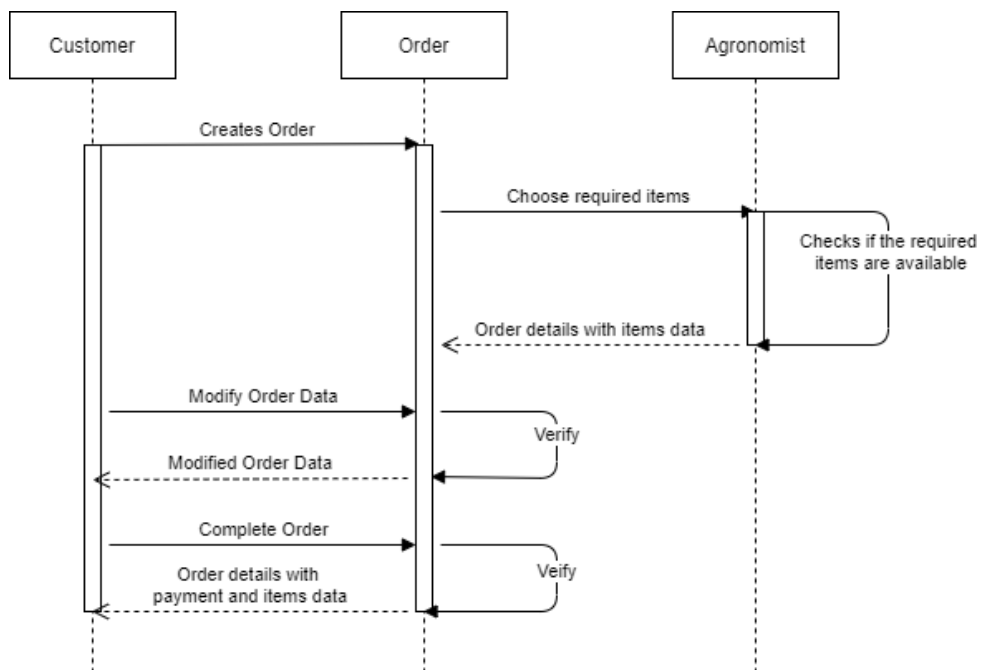 Customer
Order
Agronomist
Creates Order
Choose required items
Checks if the required
items are available
Order details with items data
Modify Order Data
Verify
Modified Order Data
Complete Order
Veify
Order details with
payment and items data